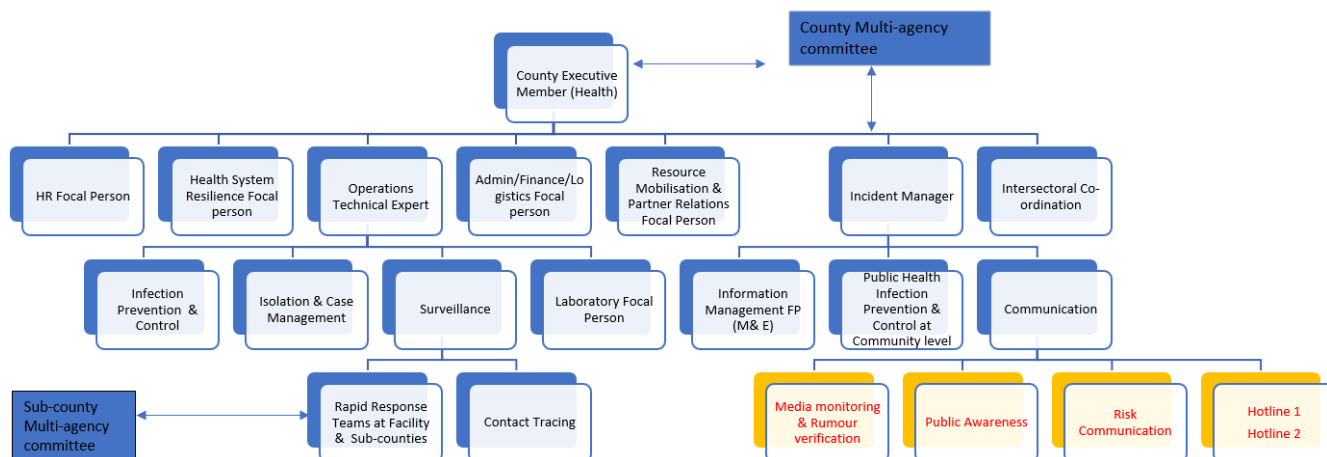 County Multi-agency
committee
County Executive
Member (Health)
HR Focal Person
Health System
Resilience Focal
person
Operations
Technical Expert
Admin/Finance/Lo
gistics Focal
person
Resource
Mobilisation &
Partner Relations
Focal Person
Incident Manager
Intersectoral Co-
ordination
Infection
Prevention &
Control
Isolation & Case
Management
Surveillance
Laboratory Focal
Person
Information
Management FP
(M& E)
Public Health
Infection
Prevention &
Control at
Community level
Communication
Sub-county
Multi-agency
committee
Rapid Response
Teams at Facility
& Sub-counties
Contact Tracing
Media monitoring
& Rumour
verification
Public Awareness
Risk
Communication
Hotline 1
Hotline 2